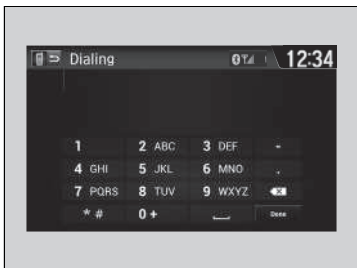 Dialing 12:34
1 2 ABC 3 DEF -
4 GHI 5 JKL 6 MNO .
7 PQRS 8 TUV 9 WXYZ
* # 0 + Done